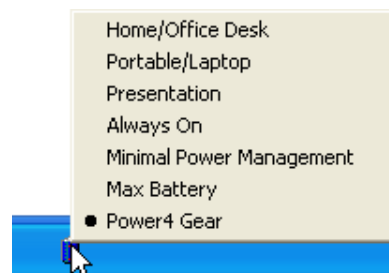 Home/Office Desk
Portable/Laptop
Presentation
Always On
Minimal Power Management
Max Battery
Power4 Gear